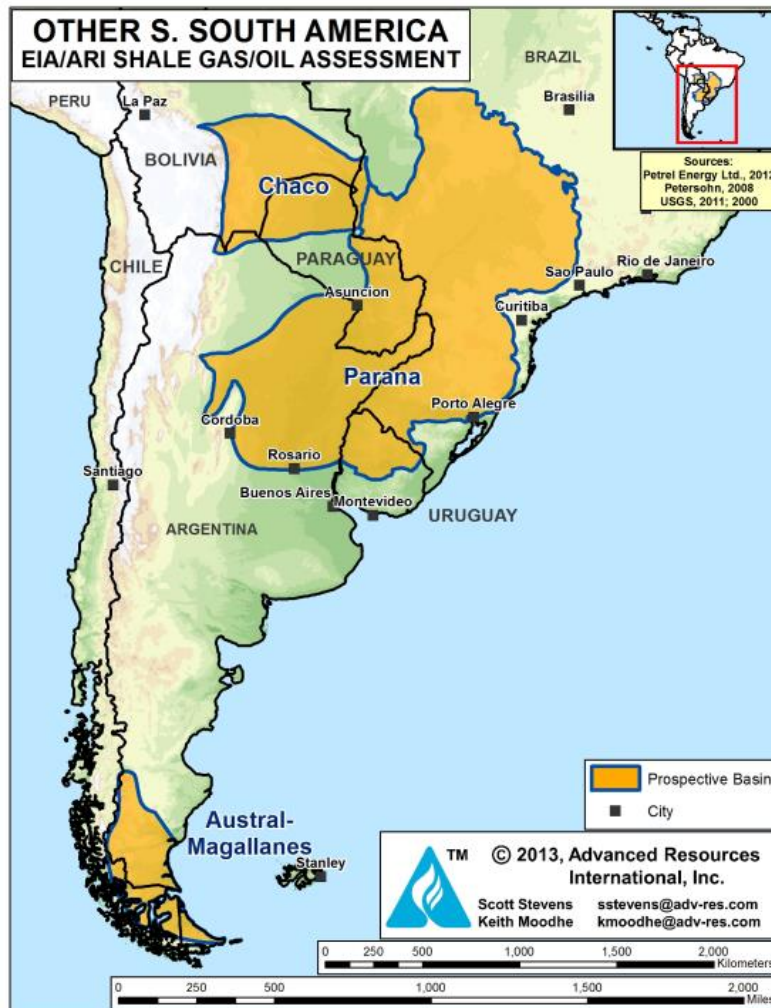 OTHER S. SOUTH AMERICA
EIA/ARI SHALE GAS/OIL ASSESSMENT
BRAZIL
PERU
La Paz
Brasilia
BOLIVIA
Sources:
Petrel Energy Ltd., 2012
Petersohn, 2008
USGS, 2011; 2000
Chaco
PARAGUAY
CHILE
Rio de Janeiro
Sao Paulo
Asuncion
Curitiba
Parana
Porto Alegre
Cordoba
Rosario
Santiago
Buenos Aires
Montevideo
URUGUAY
ARGENTINA
Prospective Basin
City
Austral-
Magallanes
Stanley
TM
© 2013, Advanced Resources
International, Inc.
Scott Stevens sstevens@adv-res.com
Keith Moodhe kmoodhe@adv-res.com
0 250 500 1,000 1,500 2,000
Kilometers
0 250 500 1,000 1,500 2,000
Miles